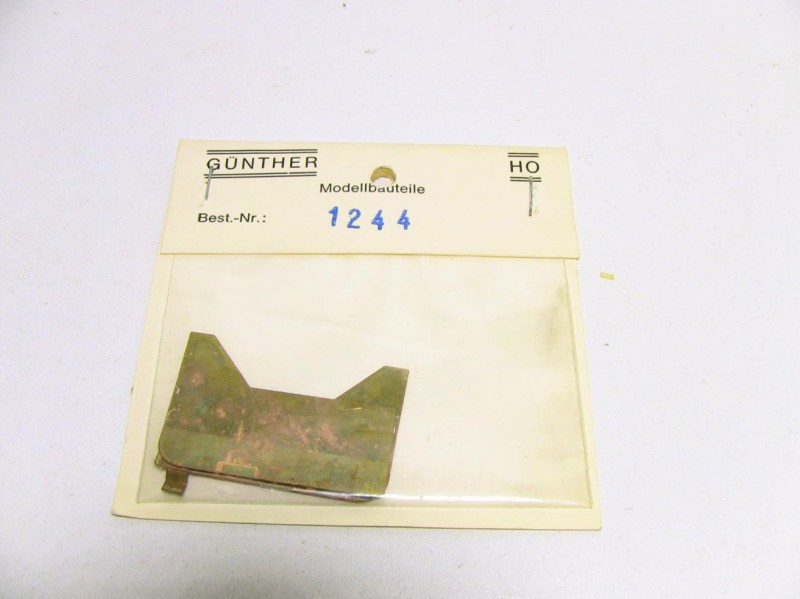 GÜNTHER HO
Modellbauteile
Best.-Nr.: 1244